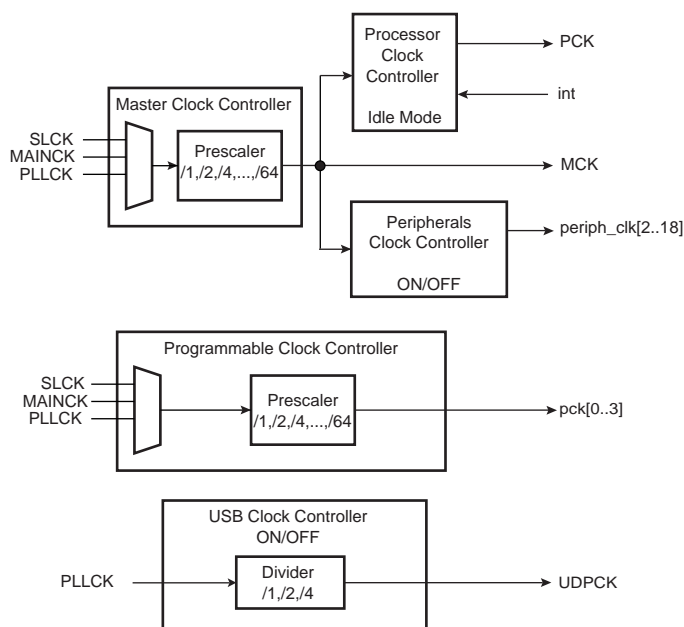 Processor
Clock
Controller
Idle Mode
PCK
int
Master Clock Controller
SLCK
MAINCK
PLLCK
Prescaler
/1,/2,/4,...,/64
MCK
Peripherals
Clock Controller
ON/OFF
periph_clk[2..18]
Programmable Clock Controller
SLCK
MAINCK
PLLCK
Prescaler
/1,/2,/4,...,/64
pck[0..3]
USB Clock Controller
ON/OFF
PLLCK
Divider
/1,/2,/4
UDPCK